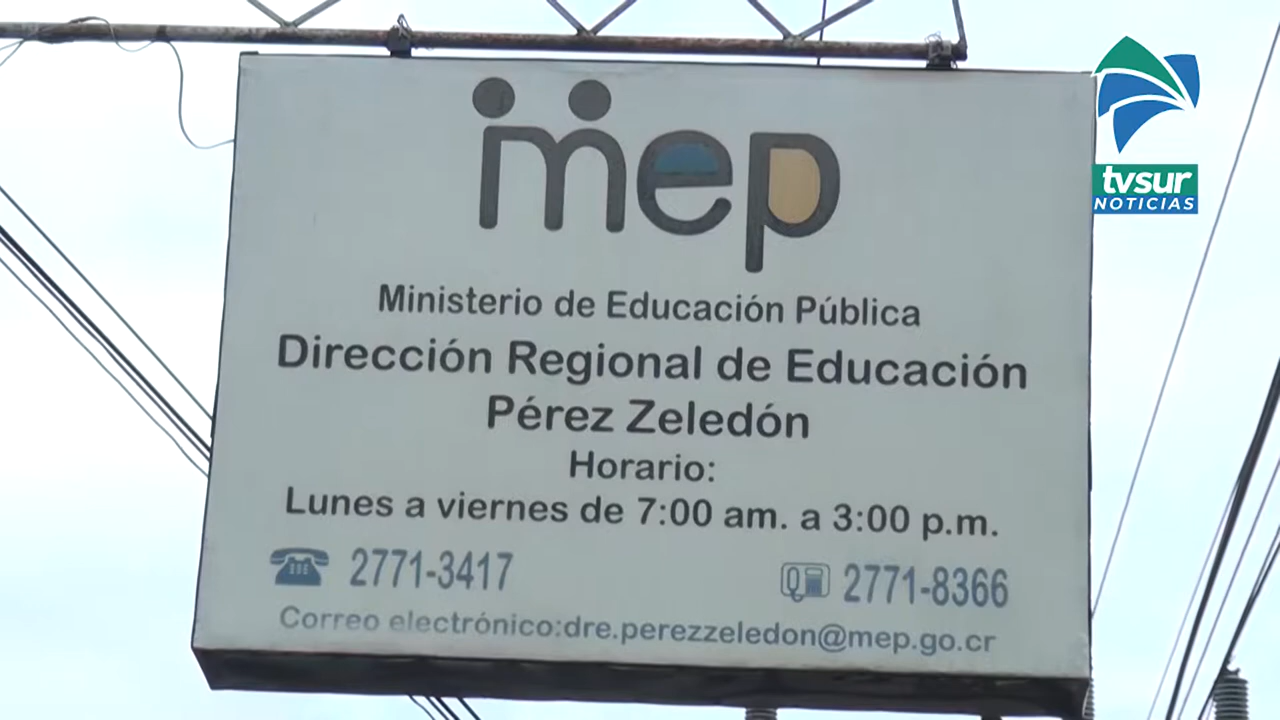 mep
tvsur
NOTICIAS
Ministerio de Educación Pública
Dirección Regional de Educación
Pérez Zeledón
Horario:
Lunes a viernes de 7:00 am. a 3:00 p.m.
2771-3417 2771-8366
Correo electrónico:dre.perezzeledon@mep.go.cr